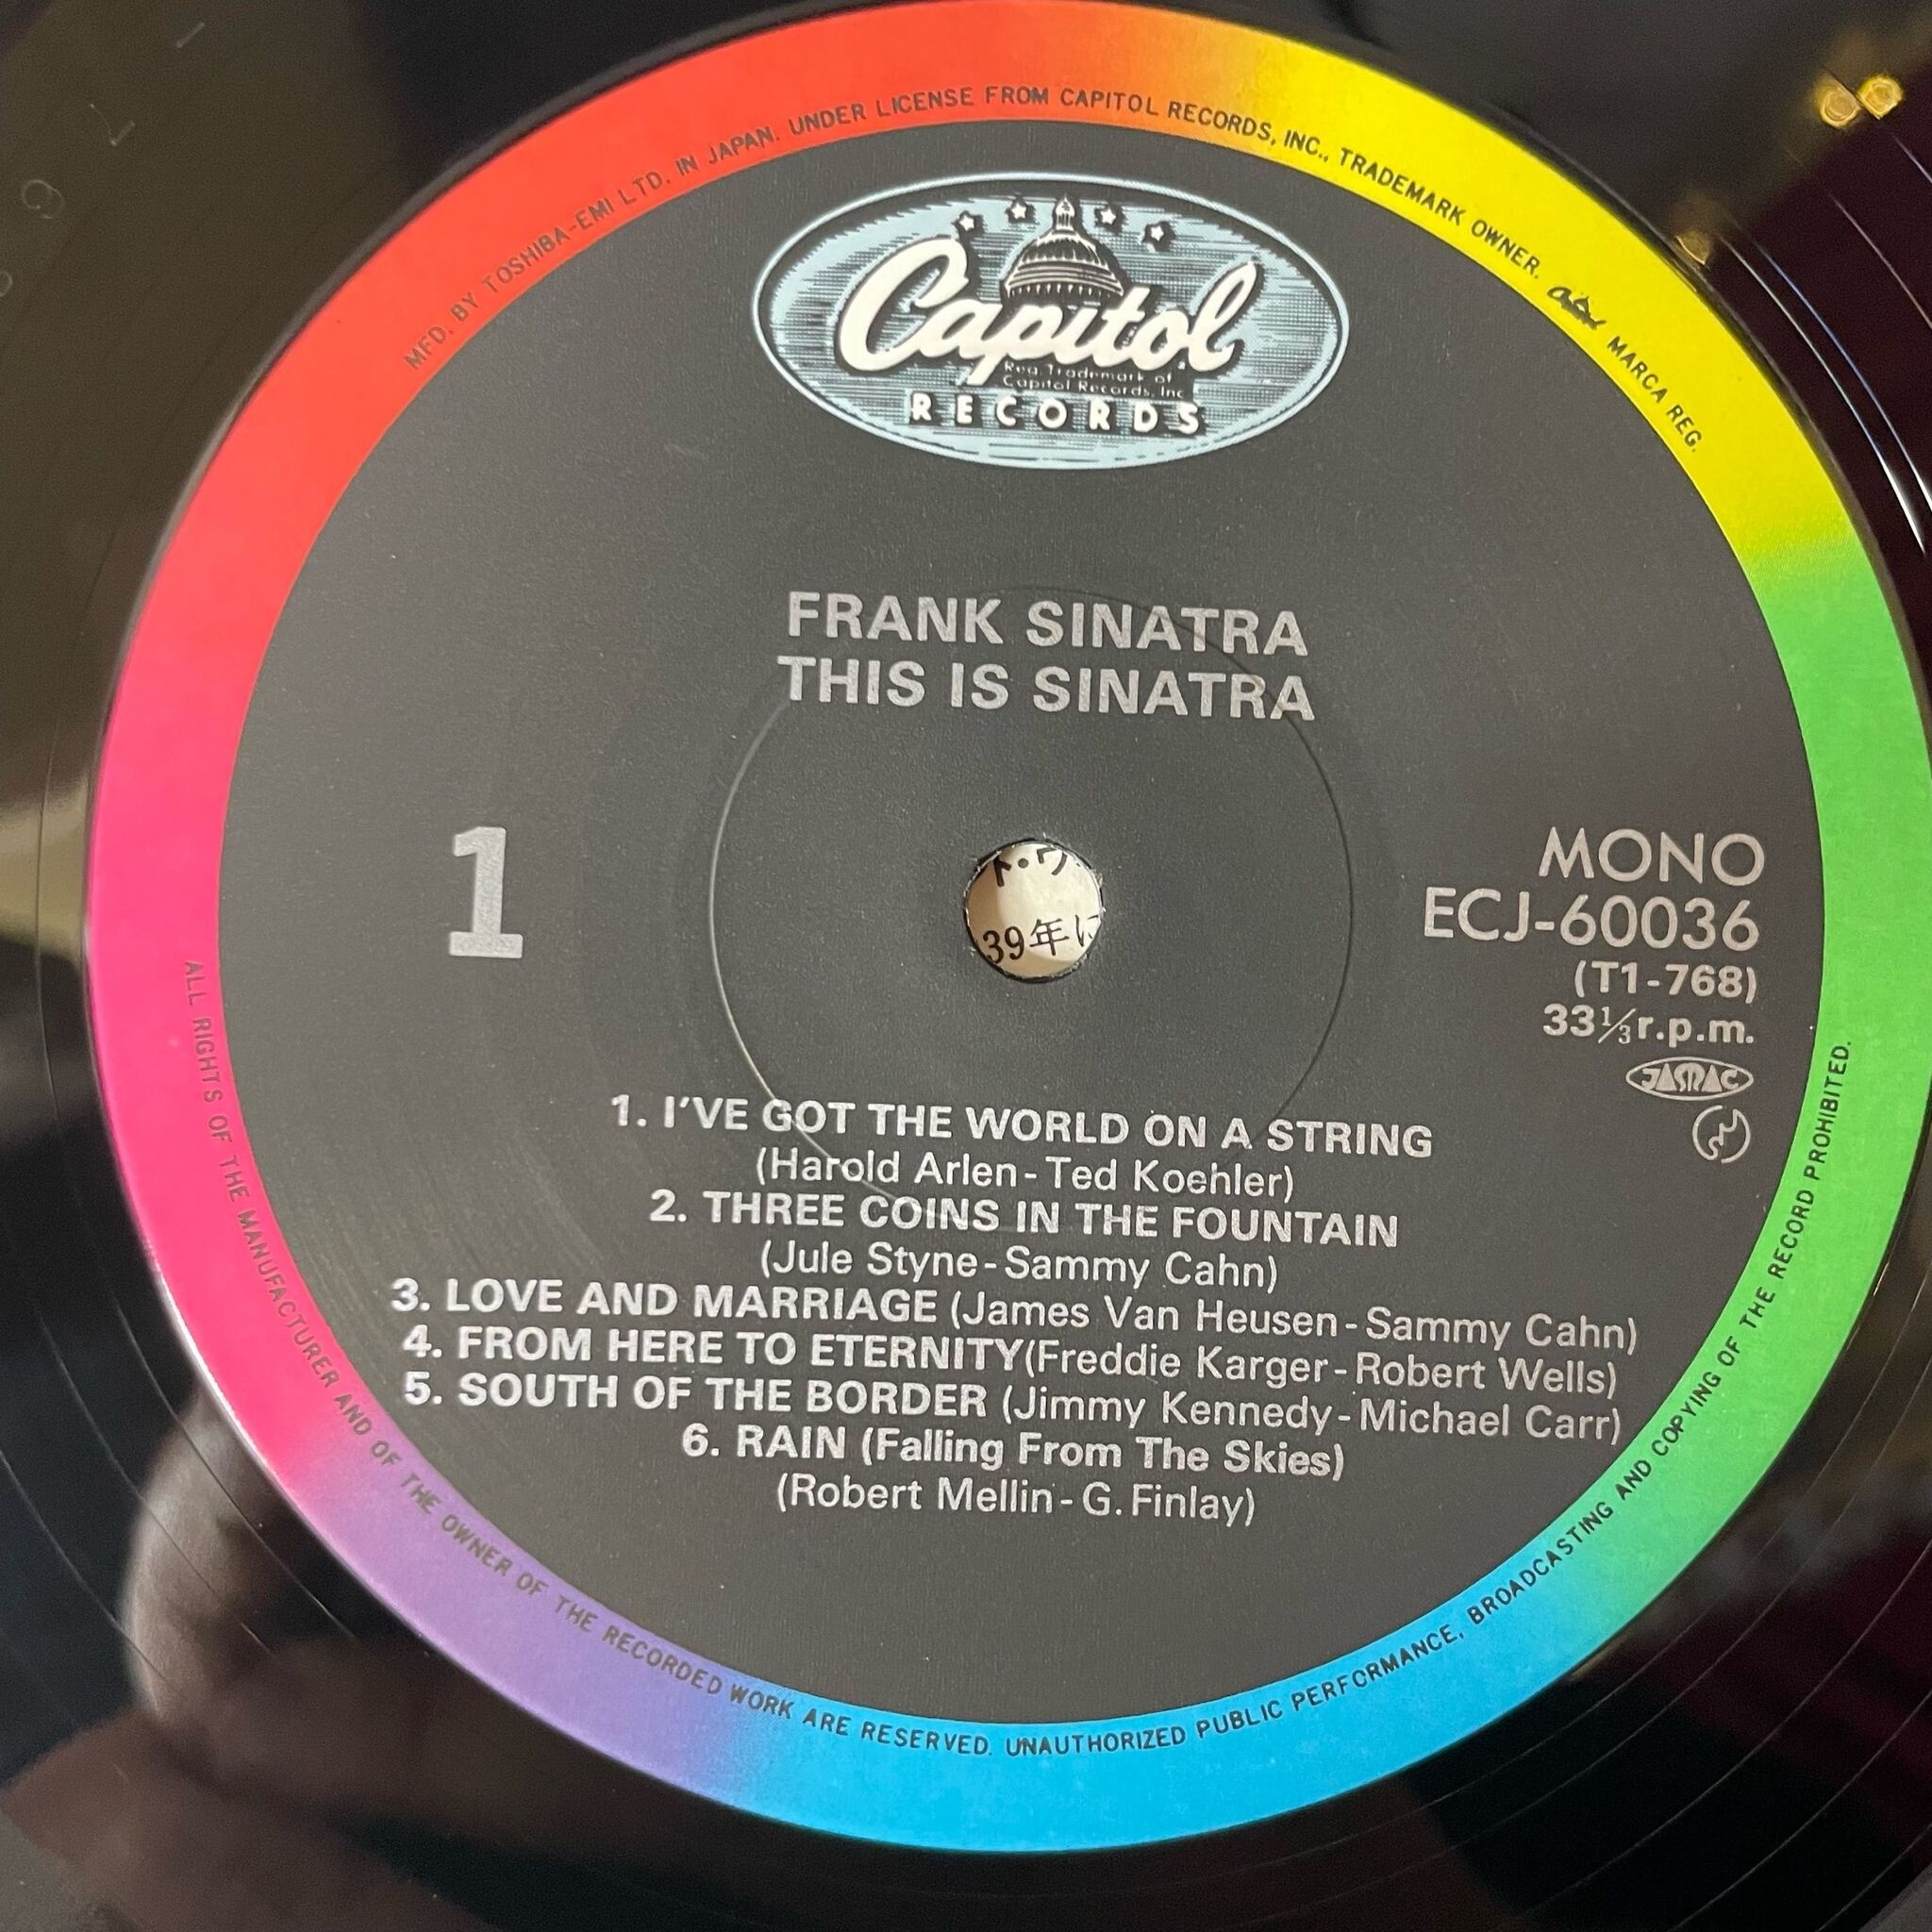 MFD. BY TOSHIBA-EMI LTD. IN JAPAN. UNDER LICENSE FROM CAPITOL RECORDS, INC., TRADEMARK OWNER. Capitol MARCA REG.
Capitol
Reg. Trademark of
Capitol Records, Inc
RECORDS
FRANK SINATRA
THIS IS SINATRA
1
ト・ウ
39年に
MONO
ECJ-60036
(T1-768)
33⅓r.p.m.
JASRAC
1. I'VE GOT THE WORLD ON A STRING
(Harold Arlen-Ted Koehler)
2. THREE COINS IN THE FOUNTAIN
(Jule Styne-Sammy Cahn)
3. LOVE AND MARRIAGE (James Van Heusen-Sammy Cahn)
4. FROM HERE TO ETERNITY(Freddie Karger-Robert Wells)
5. SOUTH OF THE BORDER (Jimmy Kennedy-Michael Carr)
6. RAIN (Falling From The Skies)
(Robert Mellin-G. Finlay)
ALL RIGHTS OF THE MANUFACTURER AND OF THE OWNER OF THE RECORDED WORK ARE RESERVED. UNAUTHORIZED PUBLIC PERFORMANCE, BROADCASTING AND COPYING OF THE RECORD PROHIBITED.